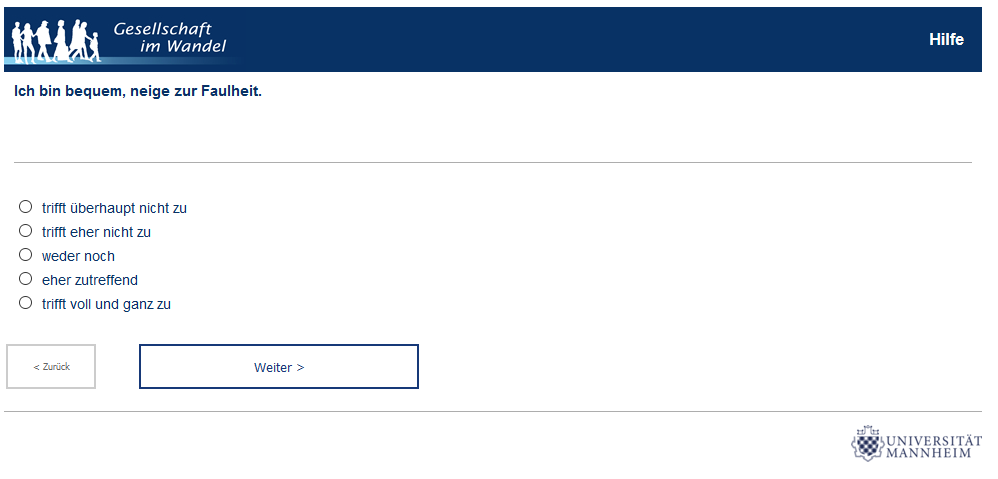 Gesellschaft
im Wandel
Hilfe
Ich bin bequem, neige zur Faulheit.
trifft überhaupt nicht zu
trifft eher nicht zu
weder noch
eher zutreffend
trifft voll und ganz zu
< Zurück
Weiter >
UNIVERSITÄT
MANNHEIM